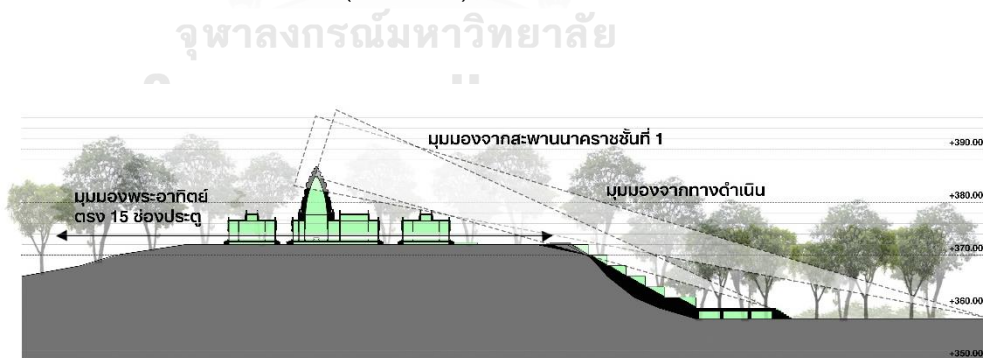 จุฬาลงกรณ์มหาวิทยาลัย
มุมมองจากสะพานนาคราชชั้นที่ 1
+390.00
มุมมองพระอาทิตย์
ตรง 15 ช่องประตู
มุมมองจากทางดำเนิน
+380.00
+370.00
+360.00
+350.00